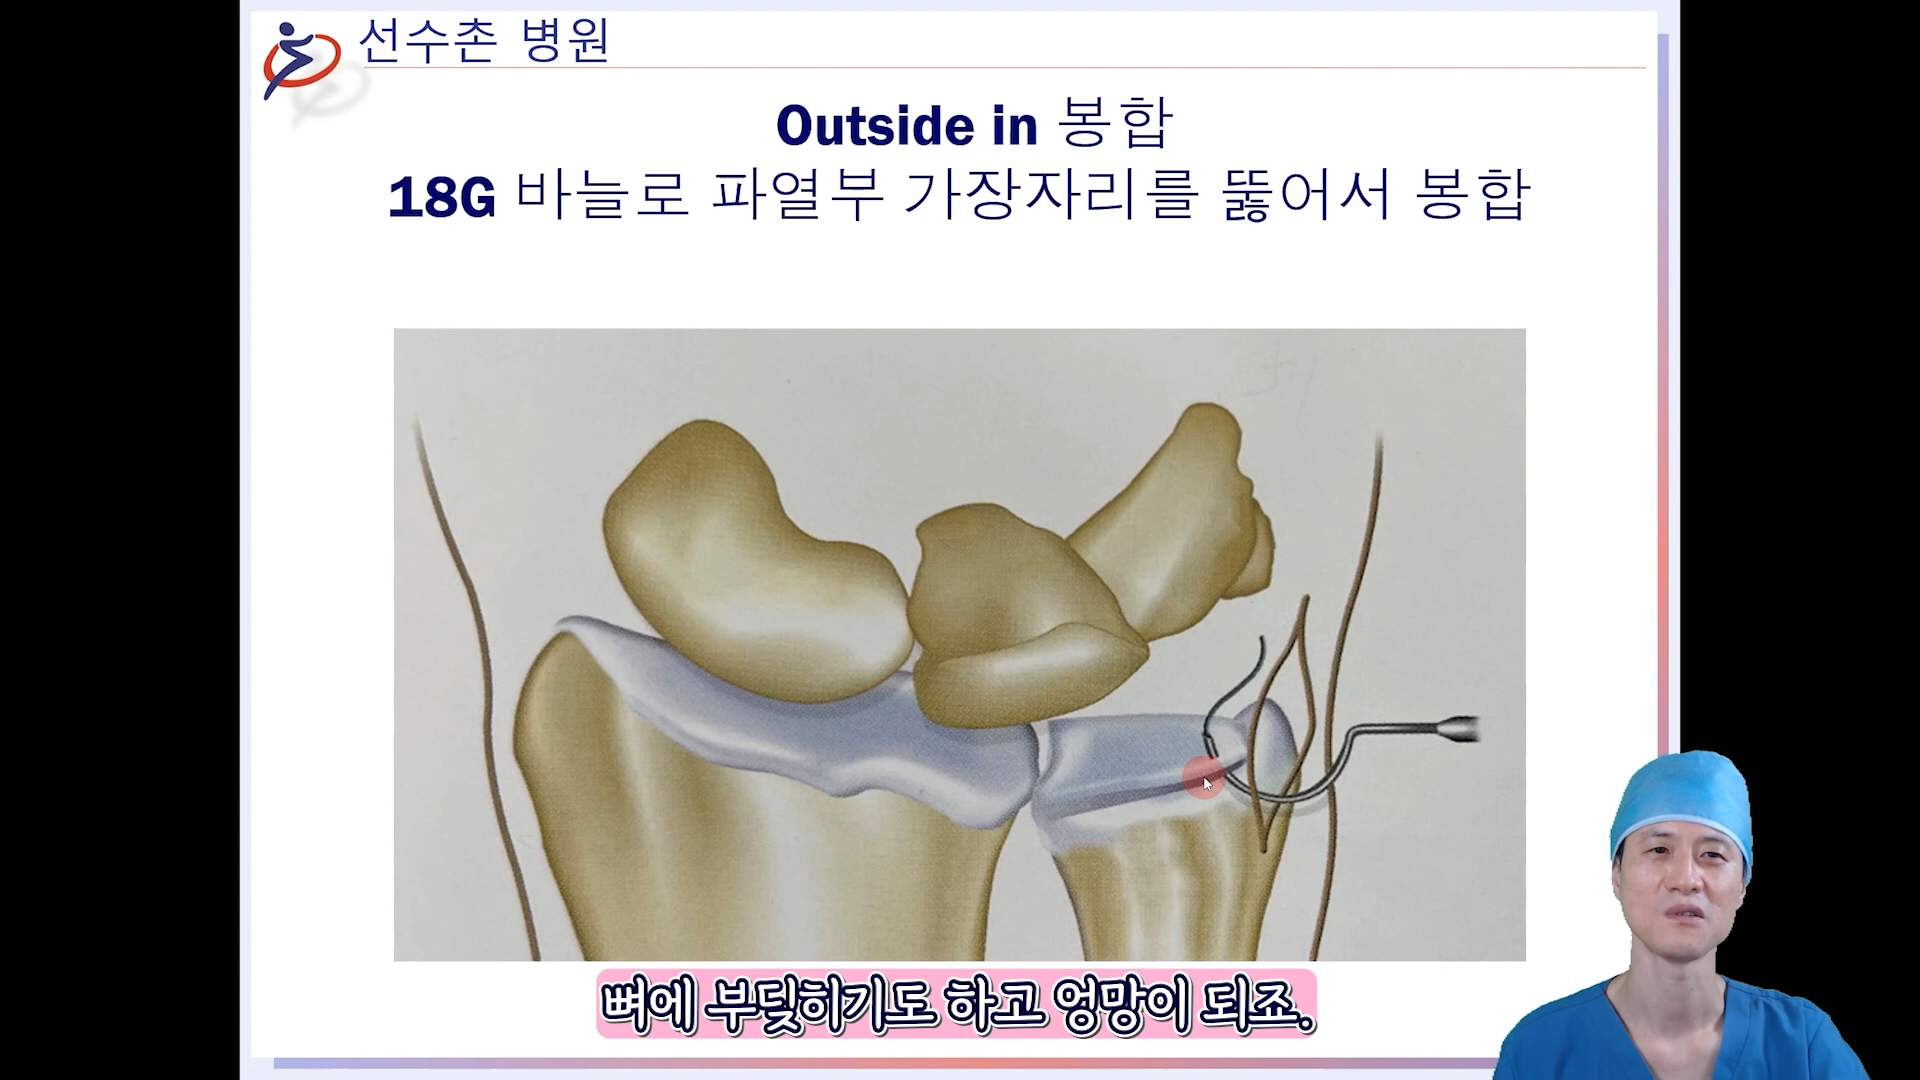 선수촌 병원
Outside in 봉합
18G 바늘로 파열부 가장자리를 뚫어서 봉합
뼈에 부딪히기도 하고 엉망이 되죠.